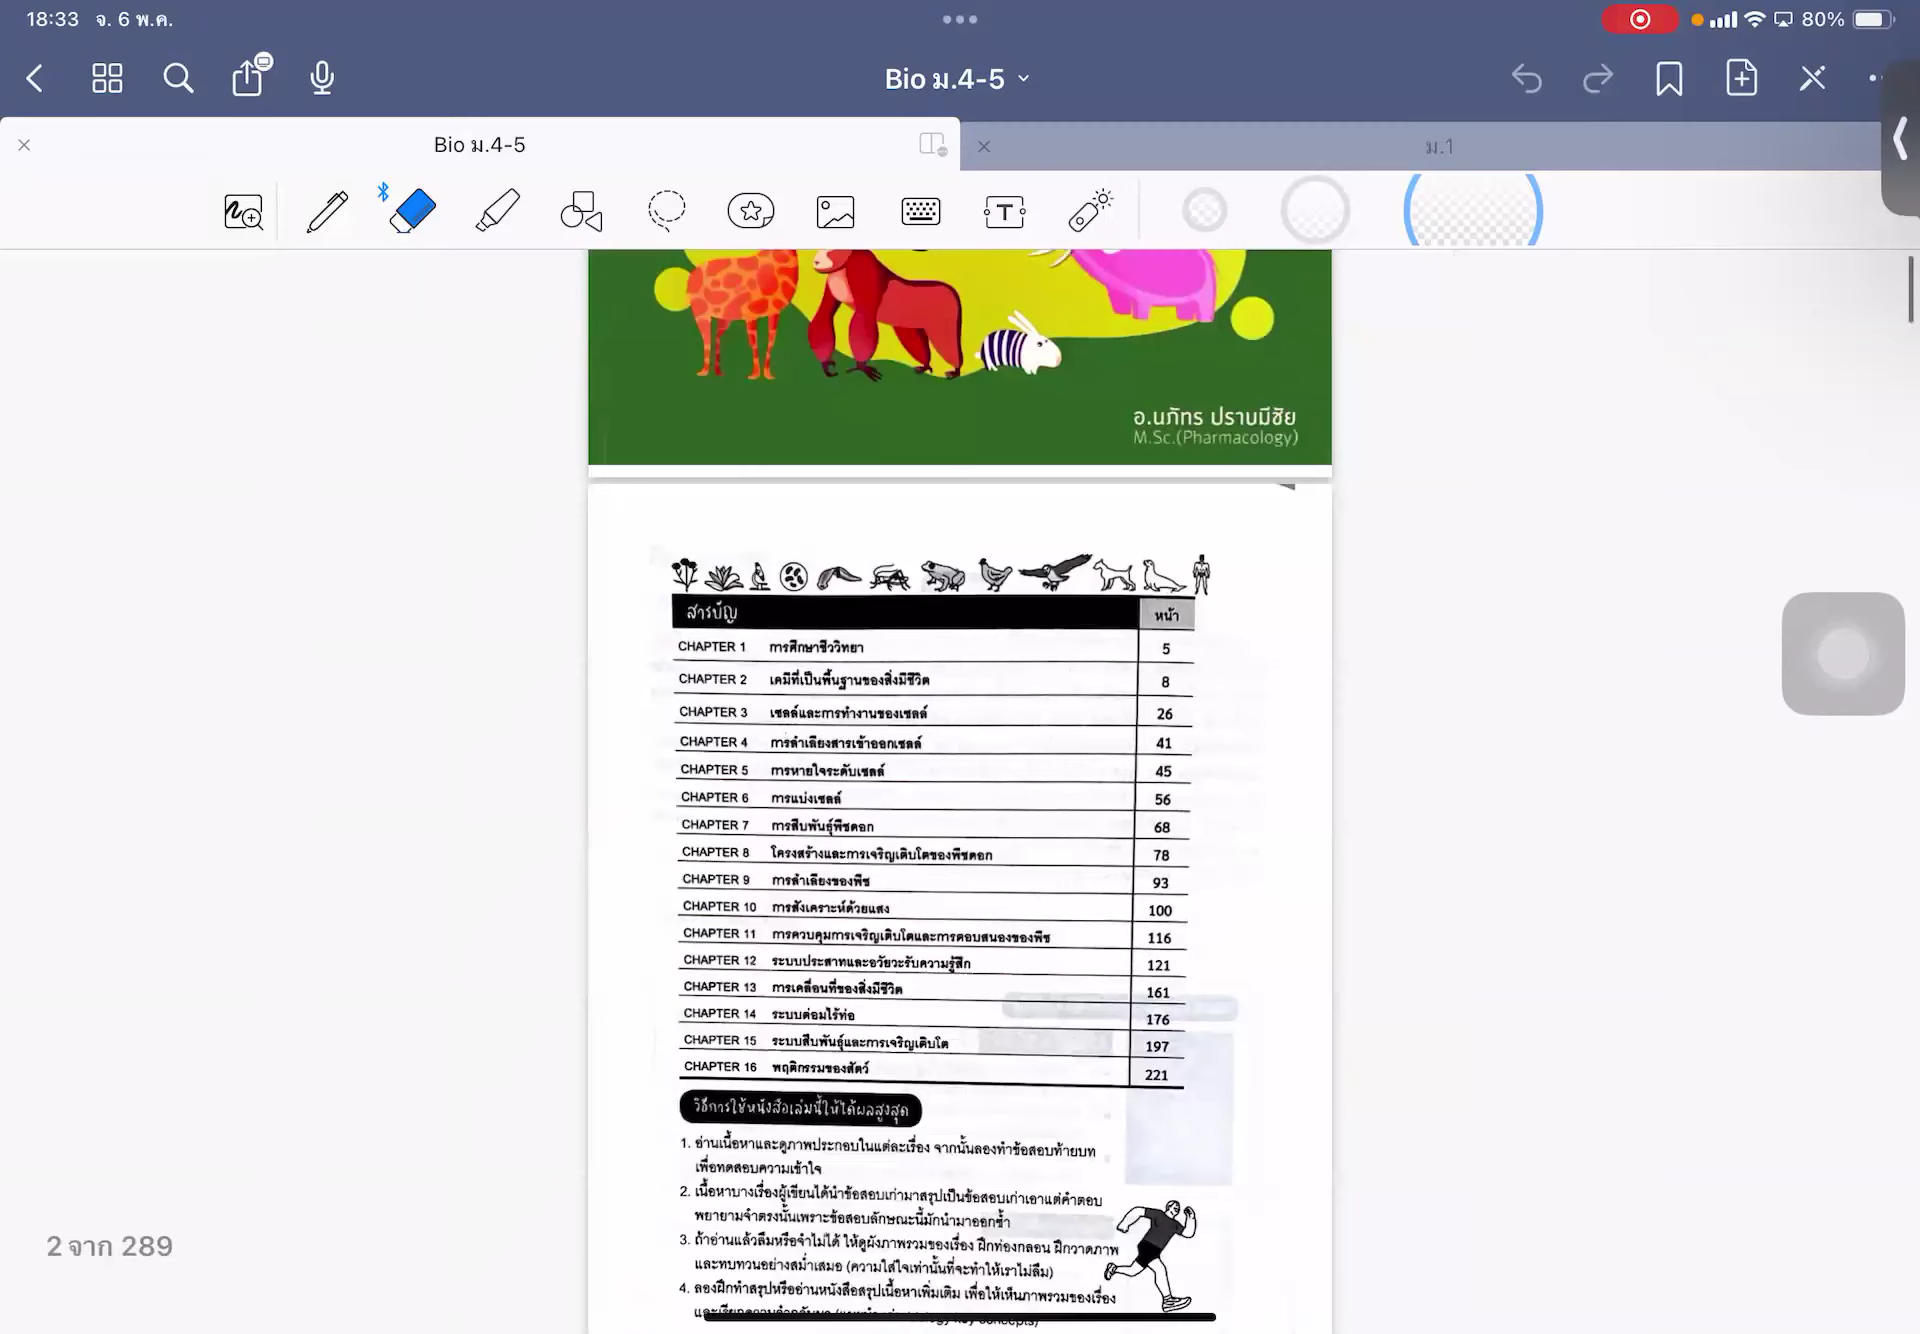 18:33 จ. 6 พ.ค.
80%
Bio ม.4-5
Bio ม.4-5
ม.1
อ.นภัทร ปราบมีชัย
M.Sc.(Pharmacology)
สารบัญ หน้า
CHAPTER 1 การศึกษาชีววิทยา 5
CHAPTER 2 เคมีที่เป็นพื้นฐานของสิ่งมีชีวิต 8
CHAPTER 3 เซลล์และการทำงานของเซลล์ 26
CHAPTER 4 การลำเลียงสารเข้าออกเซลล์ 41
CHAPTER 5 การหายใจระดับเซลล์ 45
CHAPTER 6 การแบ่งเซลล์ 56
CHAPTER 7 การสืบพันธุ์พืชดอก 68
CHAPTER 8 โครงสร้างและการเจริญเติบโตของพืชดอก 78
CHAPTER 9 การลำเลียงของพืช 93
CHAPTER 10 การสังเคราะห์ด้วยแสง 100
CHAPTER 11 การควบคุมการเจริญเติบโตและการตอบสนองของพืช 116
CHAPTER 12 ระบบประสาทและอวัยวะรับความรู้สึก 121
CHAPTER 13 การเคลื่อนที่ของสิ่งมีชีวิต 161
CHAPTER 14 ระบบต่อมไร้ท่อ 176
CHAPTER 15 ระบบสืบพันธุ์และการเจริญเติบโต 197
CHAPTER 16 พฤติกรรมของสัตว์ 221
วิธีการใช้หนังสือเล่มนี้ให้ได้ผลสูงสุด
1. อ่านเนื้อหาและดูภาพประกอบในแต่ละเรื่อง จากนั้นลองทำข้อสอบท้ายบท
เพื่อทดสอบความเข้าใจ
2. เนื้อหาบางเรื่องผู้เขียนได้นำข้อสอบเก่ามาสรุปเป็นข้อสอบเก่าเอาแต่คำตอบ
พยายามจำตรงนั้นเพราะข้อสอบลักษณะนี้มักนำมาออกซ้ำ
3. ถ้าอ่านแล้วลืมหรือจำไม่ได้ ให้ดูผังภาพรวมของเรื่อง ฝึกท่องกลอน ฝึกวาดภาพ
และทบทวนอย่างสม่ำเสมอ (ความใส่ใจเท่านั้นที่จะทำให้เราไม่ลืม)
4. ลองฝึกทำสรุปหรืออ่านหนังสือสรุปเนื้อหาเพิ่มเติม เพื่อให้เห็นภาพรวมของเรื่อง
key concepts)
2 จาก 289